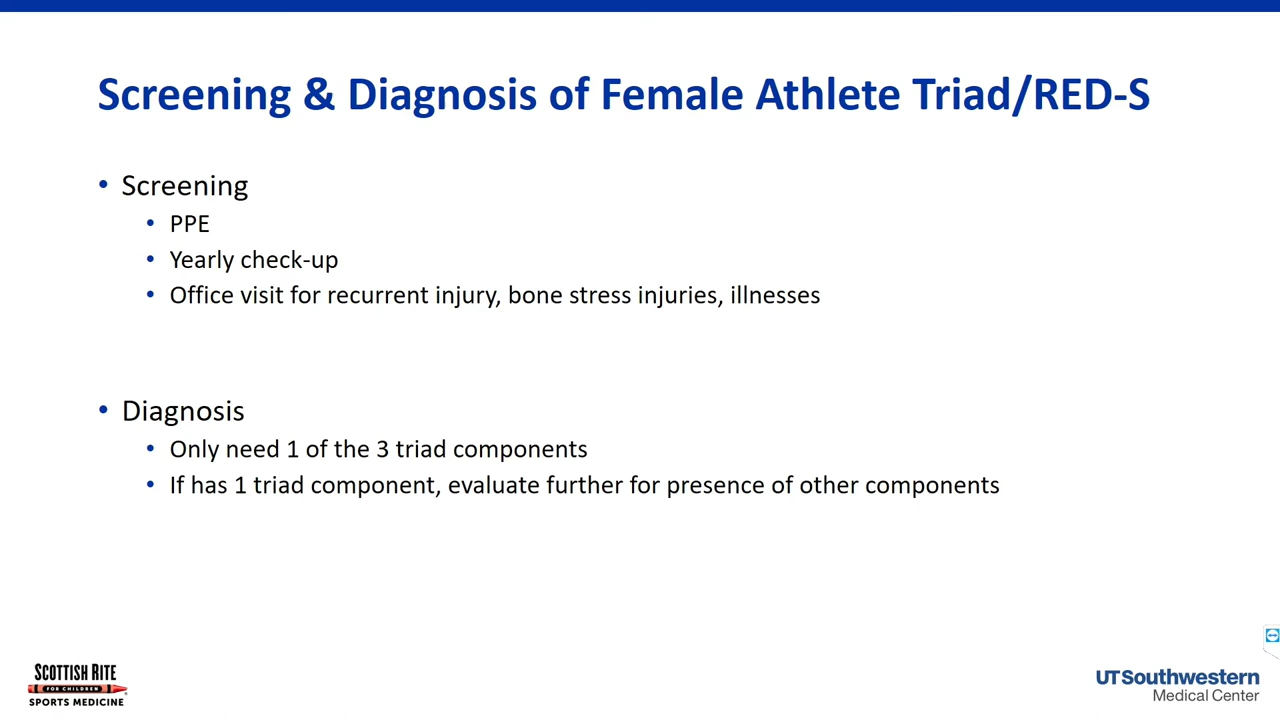 Screening & Diagnosis of Female Athlete Triad/RED-S
• Screening
• PPE
• Yearly check-up
• Office visit for recurrent injury, bone stress injuries, illnesses
• Diagnosis
• Only need 1 of the 3 triad components
• If has 1 triad component, evaluate further for presence of other components
SCOTTISH RITE
FOR CHILDREN
SPORTS MEDICINE
UTSouthwestern
Medical Center